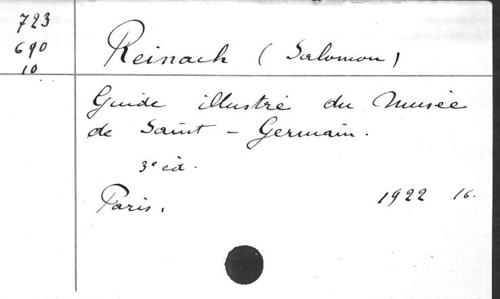 723
690
10
Reinach (Salomon)
Guide illustré du Musée
de Saint-Germain.
3e éd.
Paris. 1922 16.